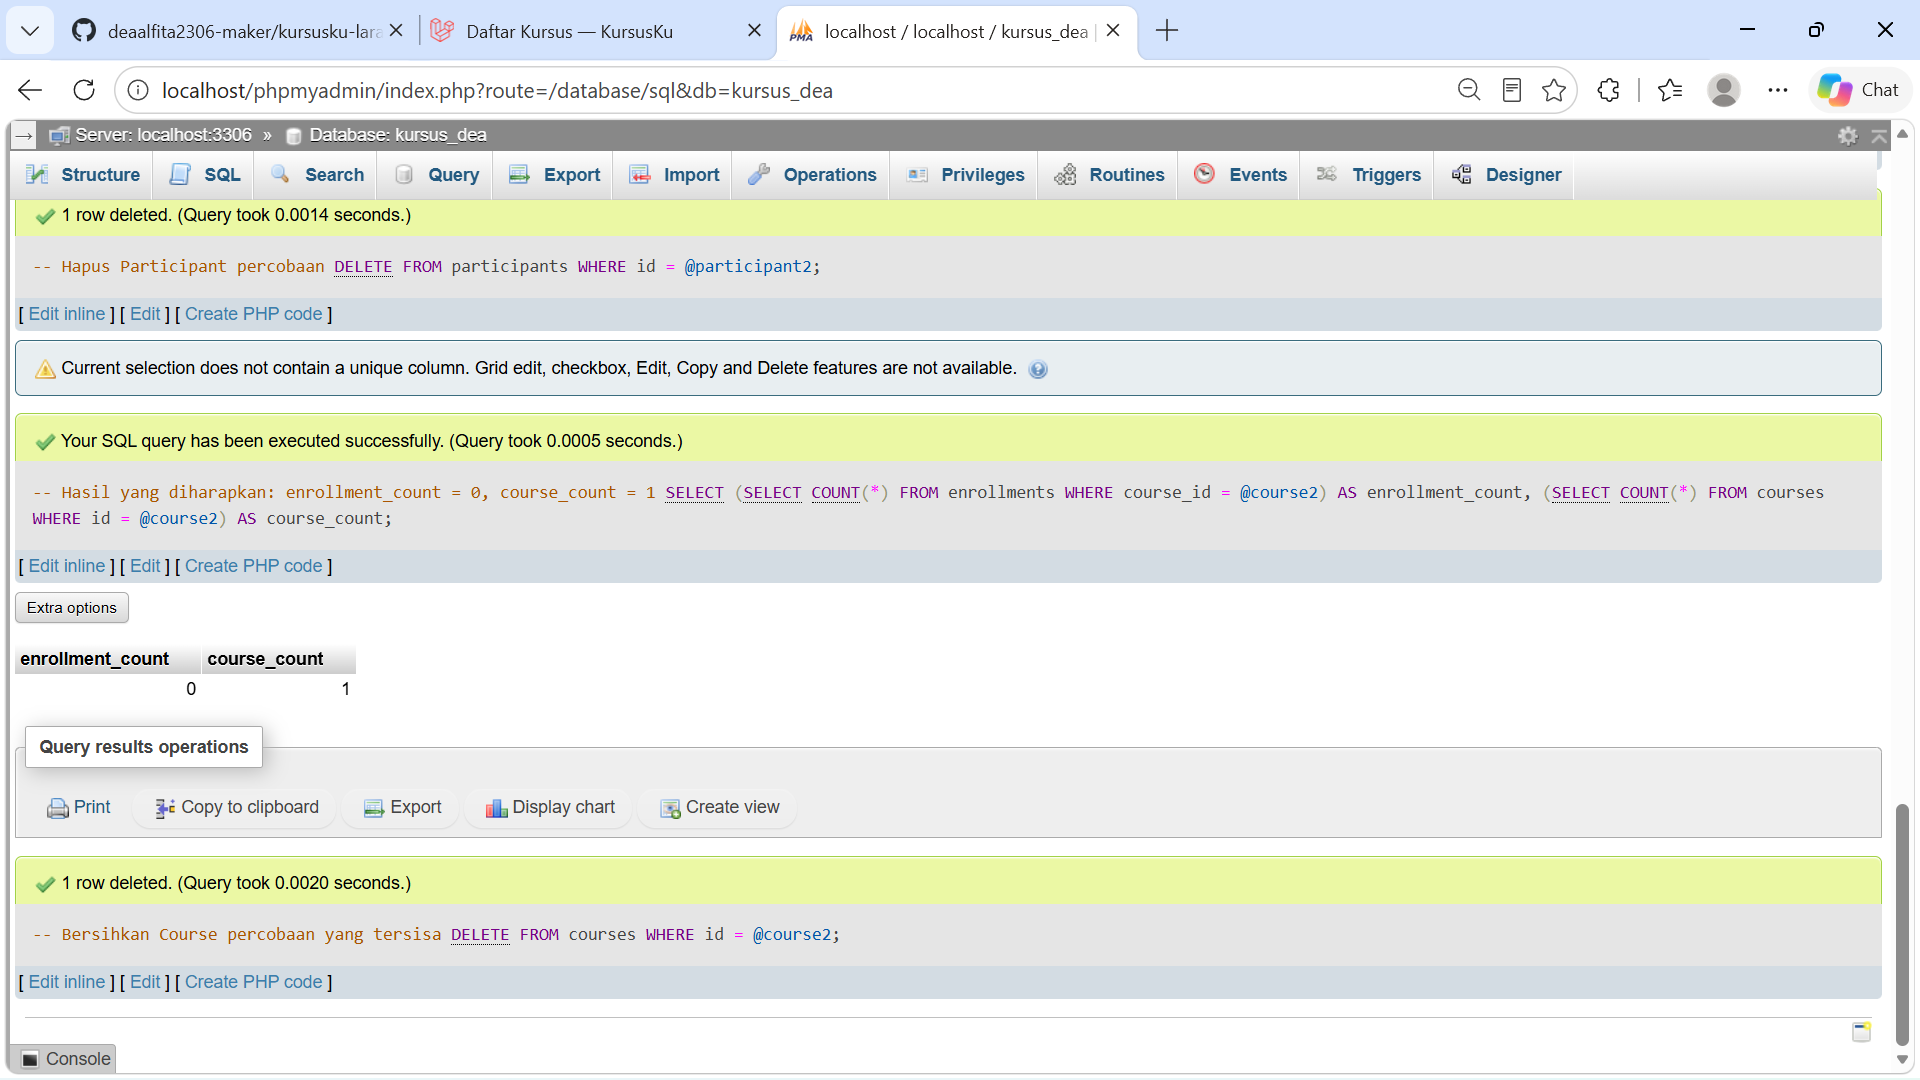 deaalfita2306-maker/kursusku-lara
Daftar Kursus — KursusKu
localhost / localhost / kursus_dea |
localhost/phpmyadmin/index.php?route=/database/sql&db=kursus_dea
Chat
Server: localhost:3306 » Database: kursus_dea
Structure SQL Search Query Export Import Operations Privileges Routines Events Triggers Designer
1 row deleted. (Query took 0.0014 seconds.)
-- Hapus Participant percobaan DELETE FROM participants WHERE id = @participant2;
[ Edit inline ] [ Edit ] [ Create PHP code ]
Current selection does not contain a unique column. Grid edit, checkbox, Edit, Copy and Delete features are not available.
Your SQL query has been executed successfully. (Query took 0.0005 seconds.)
-- Hasil yang diharapkan: enrollment_count = 0, course_count = 1 SELECT (SELECT COUNT(*) FROM enrollments WHERE course_id = @course2) AS enrollment_count, (SELECT COUNT(*) FROM courses
WHERE id = @course2) AS course_count;
[ Edit inline ] [ Edit ] [ Create PHP code ]
Extra options
enrollment_count course_count
0 1
Query results operations
Print Copy to clipboard Export Display chart Create view
1 row deleted. (Query took 0.0020 seconds.)
-- Bersihkan Course percobaan yang tersisa DELETE FROM courses WHERE id = @course2;
[ Edit inline ] [ Edit ] [ Create PHP code ]
Console